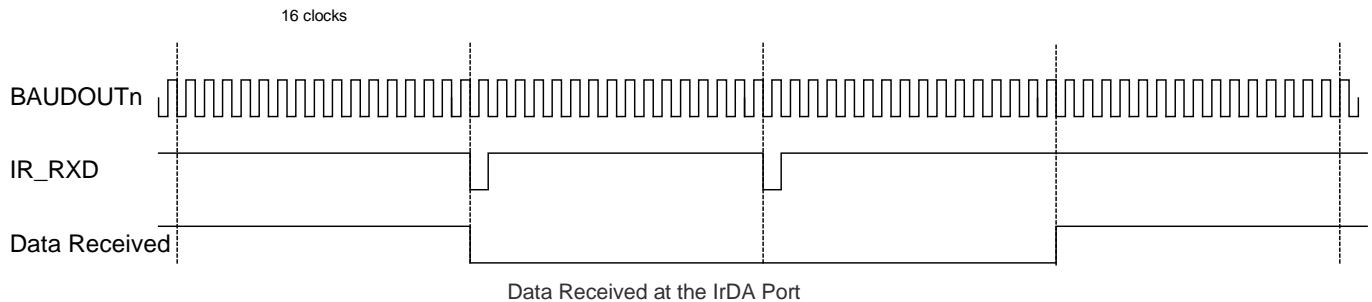 16 clocks
BAUDOUTn
IR_RXD
Data Received
Data Received at the IrDA Port